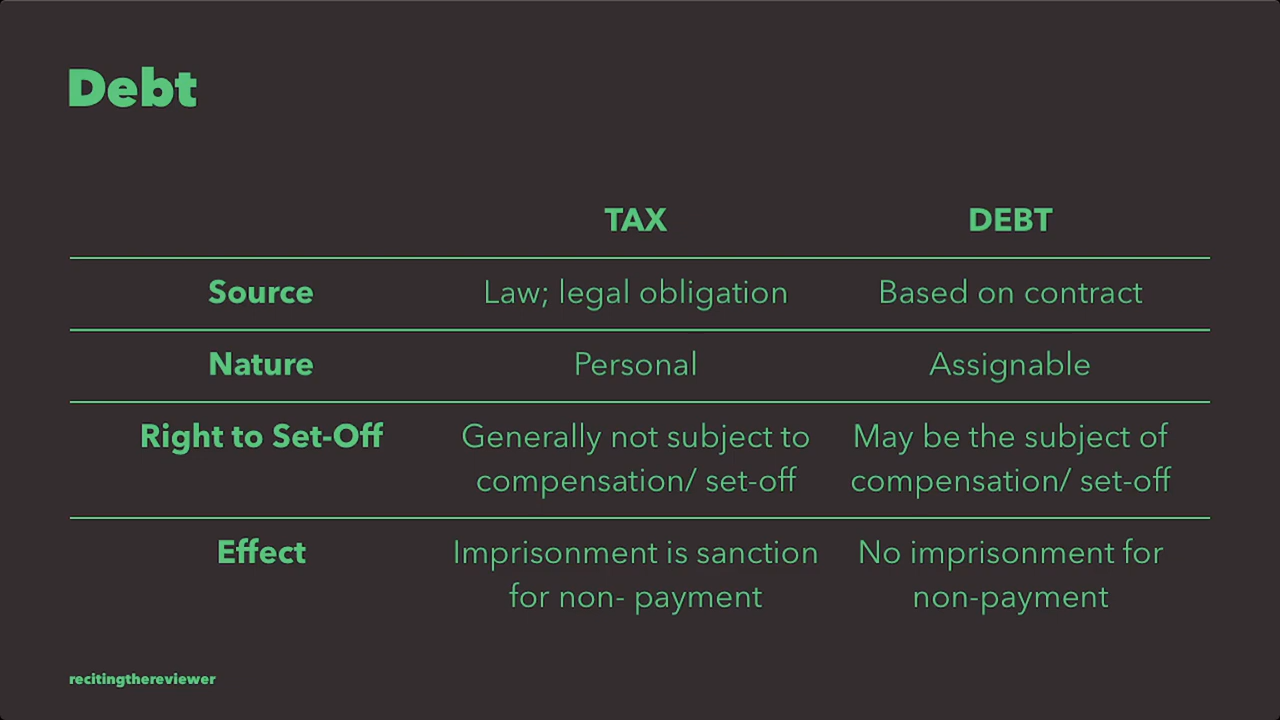 Debt
TAX DEBT
Source Law; legal obligation Based on contract
Nature Personal Assignable
Right to Set-Off Generally not subject to May be the subject of
compensation/ set-off compensation/ set-off
Effect Imprisonment is sanction No imprisonment for
for non- payment non-payment
recitingthereviewer